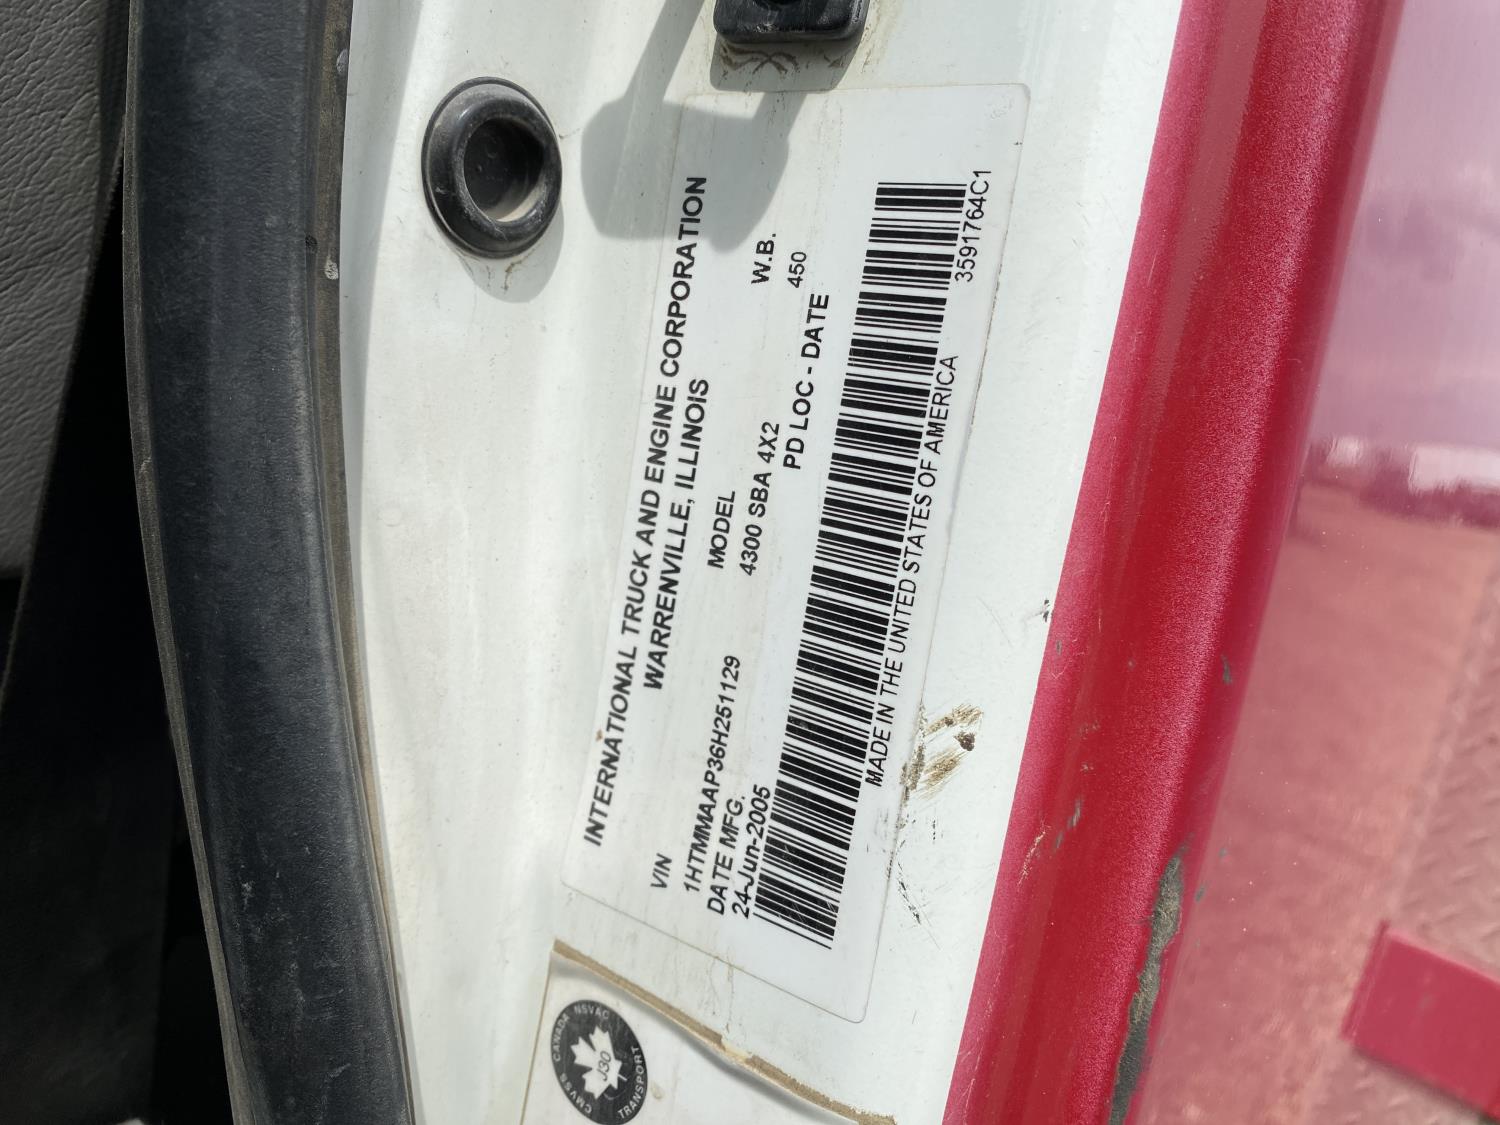 INTERNATIONAL TRUCK AND ENGINE CORPORATION
WARRENVILLE, ILLINOIS
VIN MODEL W.B.
1HTMMAAP36H251129 4300 SBA 4X2 450
DATE MFG. PD LOC - DATE
24-Jun-2005
MADE IN THE UNITED STATES OF AMERICA 3591764C1
CMVSS CANADA NSVAC
J30
TRANSPORT